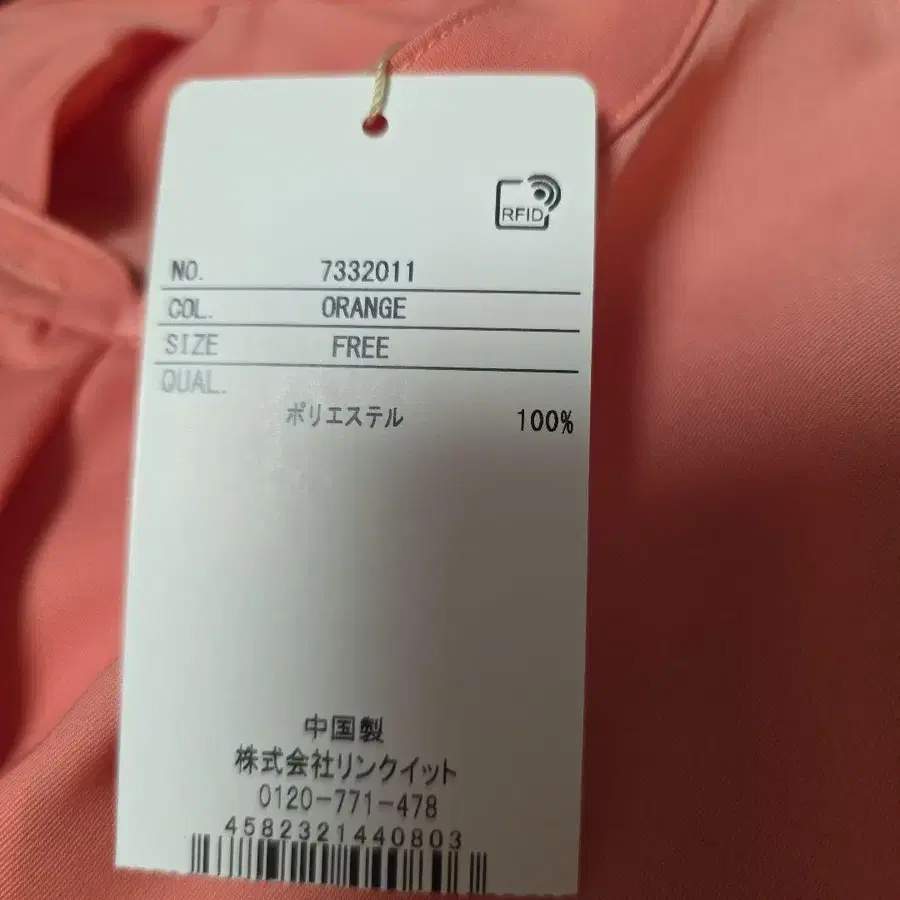 RFID
NO. 7332011
COL. ORANGE
SIZE FREE
QUAL.
ポリエステル 100%
中国製
株式会社リンクイット
0120-771-478
4582321440803